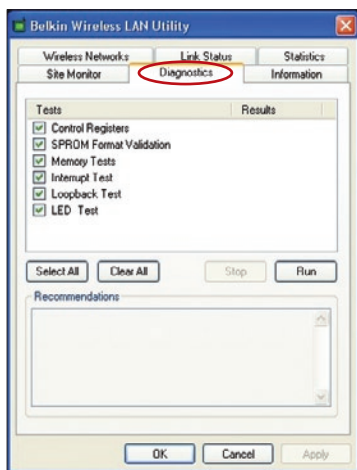 Belkin Wireless LAN Utility
Wireless Networks Link Status Statistics
Site Monitor Diagnostics Information
Tests Results
Control Registers
SPROM Format Validation
Memory Tests
Interrupt Test
Loopback Test
LED Test
Select All Clear All Stop Run
Recommendations
OK Cancel Apply